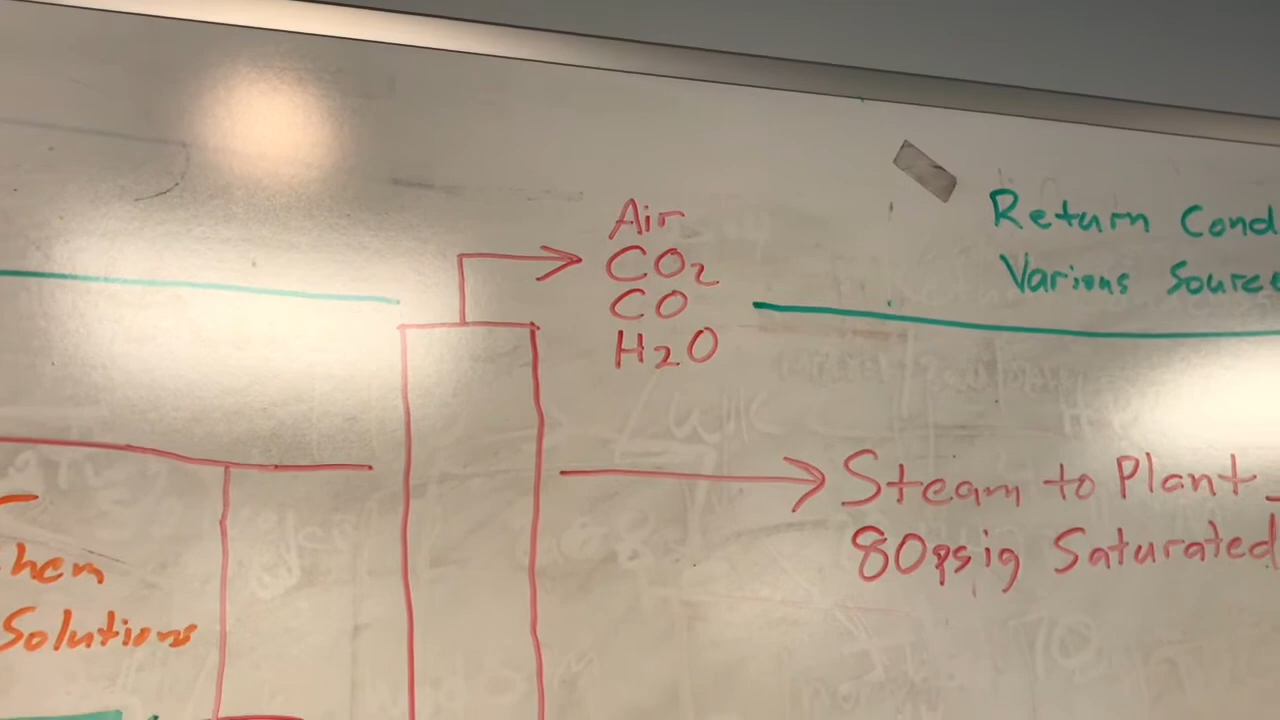 Air
CO2
CO
H2O
Return Cond
Various Source
Steam to Plant
80psig Saturated
hem
Solutions